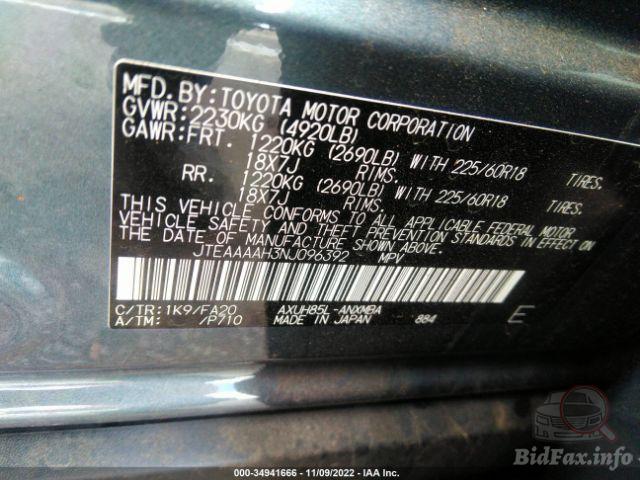 MFD. BY: TOYOTA MOTOR CORPORATION
GVWR: 2230KG (4920LB)
GAWR: FRT. 1220KG (2690LB) WITH 225/60R18 TIRES.
18X7J RIMS.
RR. 1220KG (2690LB) WITH 225/60R18 TIRES.
18X7J RIMS.
THIS VEHICLE CONFORMS TO ALL APPLICABLE FEDERAL MOTOR
VEHICLE SAFETY AND THEFT PREVENTION STANDARDS IN EFFECT ON
THE DATE OF MANUFACTURE SHOWN ABOVE.
JTEAAAAH3NJ096392 MPV
C/TR: 1K9/FA20 AXUH85L-ANXMBA
A/TM: /P710 MADE IN JAPAN 884 E
000-34941666 - 11/09/2022 - IAA Inc.
BidFax.info